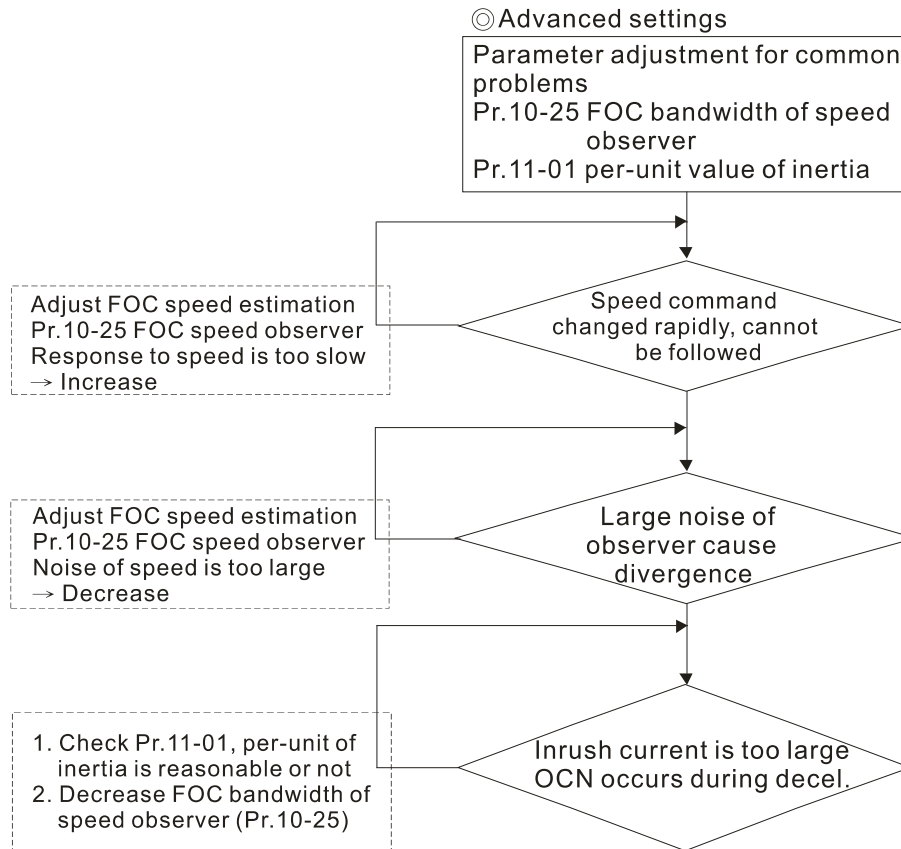 ◎Advanced settings
Parameter adjustment for common
problems
Pr.10-25 FOC bandwidth of speed
observer
Pr.11-01 per-unit value of inertia
Adjust FOC speed estimation
Pr.10-25 FOC speed observer
Response to speed is too slow
→ Increase
Speed command
changed rapidly, cannot
be followed
Adjust FOC speed estimation
Pr.10-25 FOC speed observer
Noise of speed is too large
→ Decrease
Large noise of
observer cause
divergence
1. Check Pr.11-01, per-unit of
inertia is reasonable or not
2. Decrease FOC bandwidth of
speed observer (Pr.10-25)
Inrush current is too large
OCN occurs during decel.